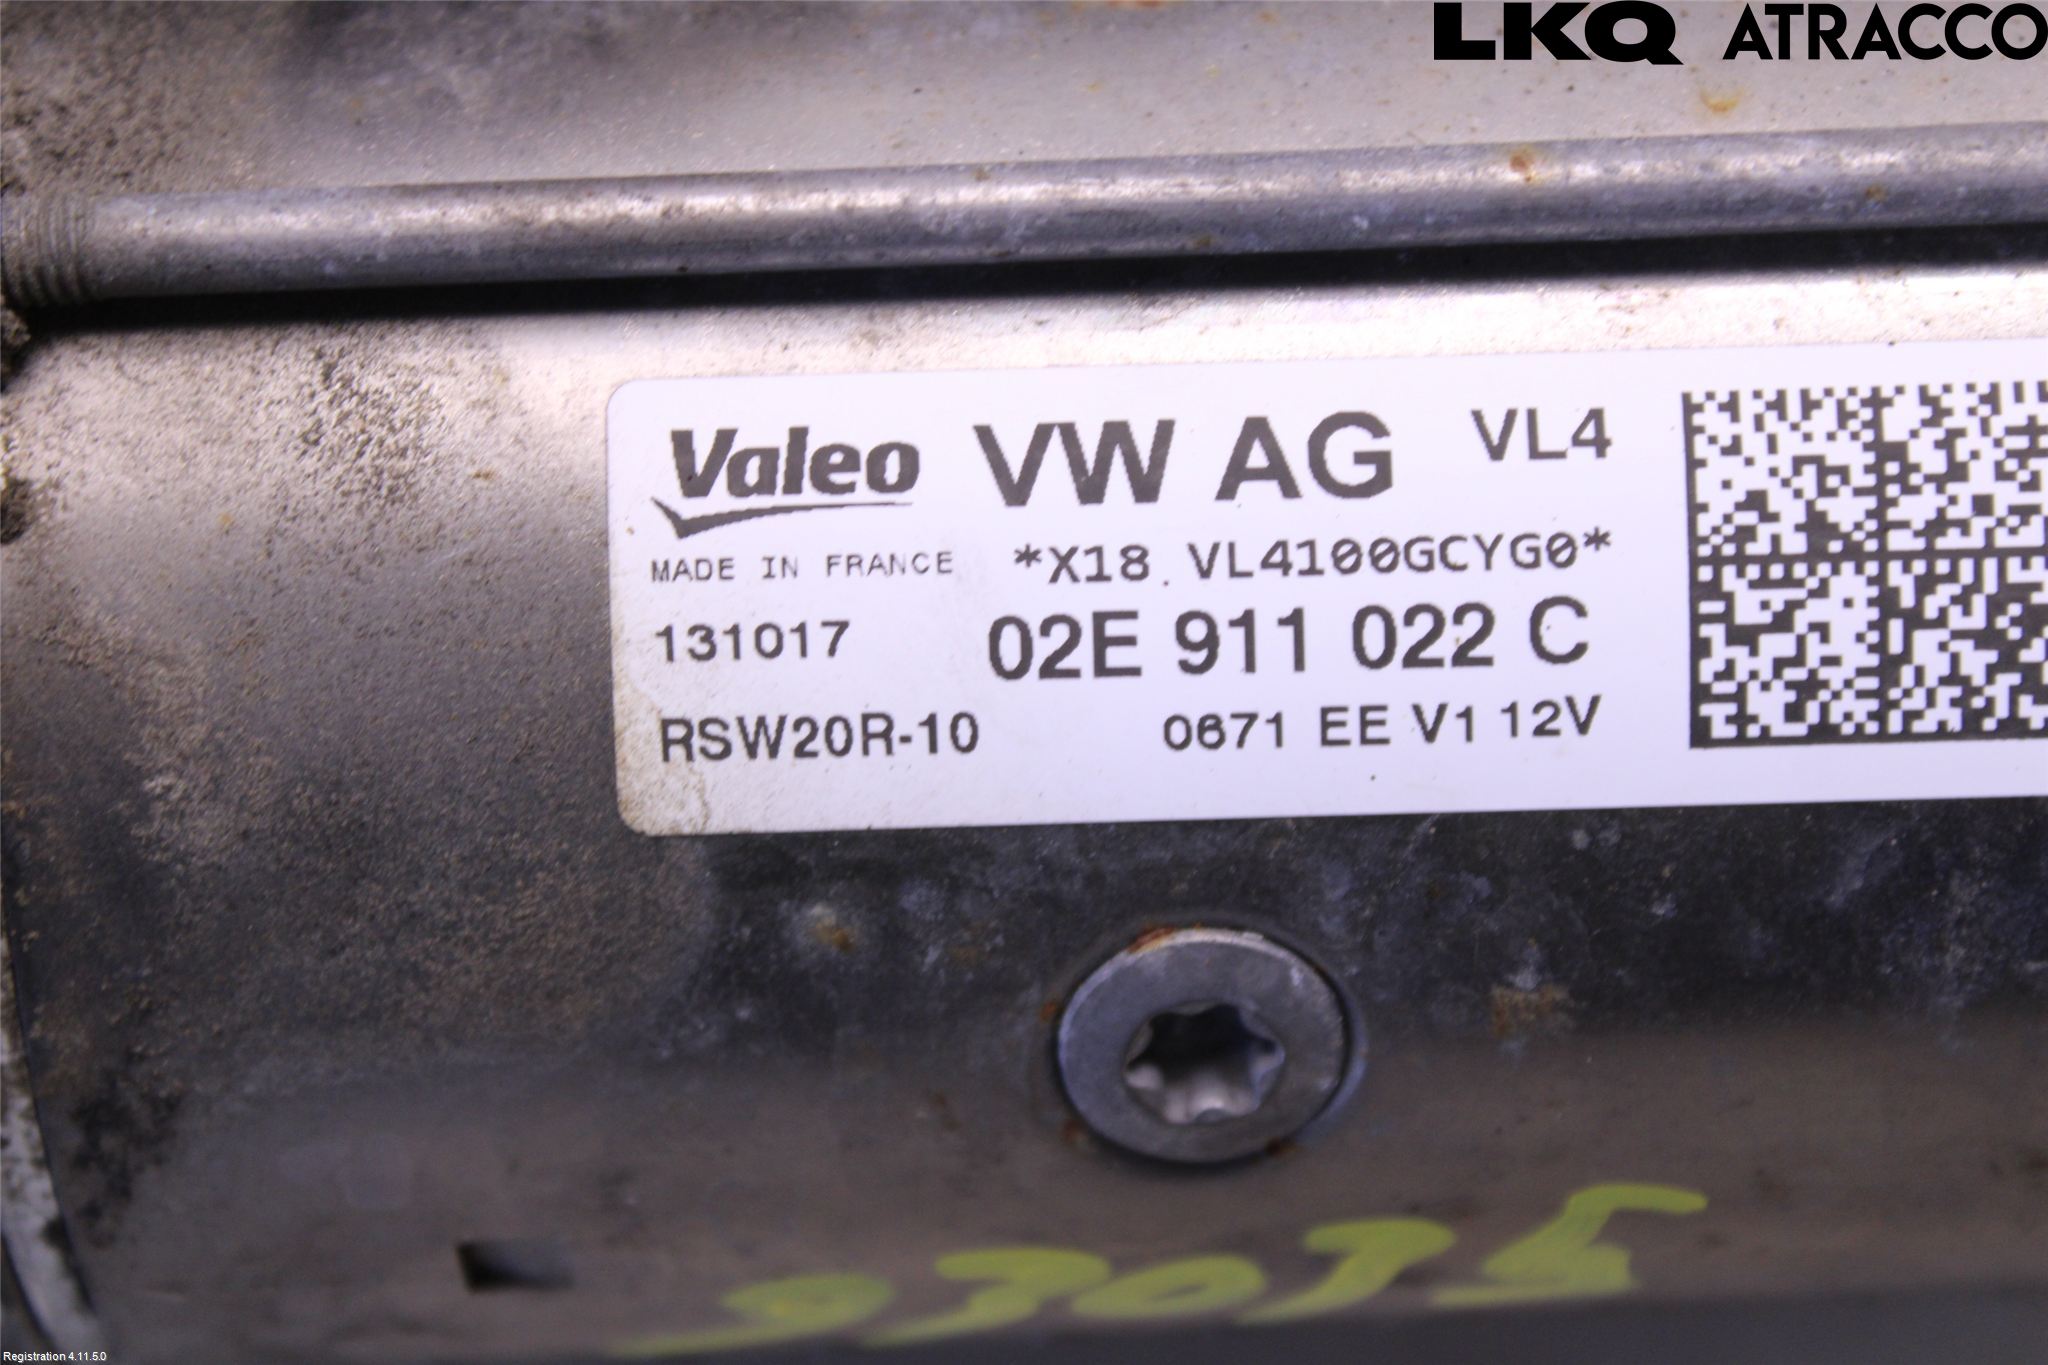 LKQ ATRACCO
Valeo VW AG VL4
MADE IN FRANCE *X18 VL4100GCYG0*
131017 02E 911 022 C
RSW20R-10 0671 EE V1 12V
Registration 4.11.5.0